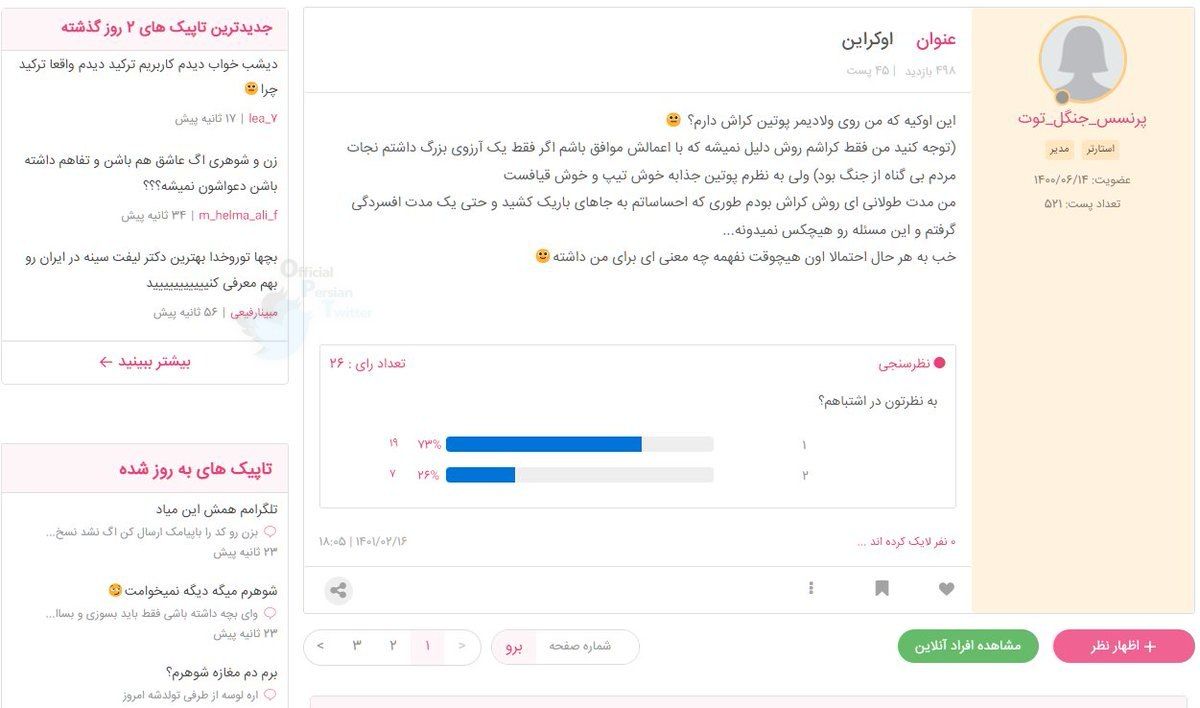 پرنسس_جنگل_توت
استارتر
مدیر
عضویت: ۱۴۰۰/۰۶/۱۴
تعداد پست: ۵۲۱
عنوان اوکراین
۴۹۸ بازدید | ۴۵ پست
این اوکیه که من روی ولادیمر پوتین کراش دارم؟ 😐
(توجه کنید من فقط کراشم روش دلیل نمیشه که با اعمالش موافق باشم اگر فقط یک آرزوی بزرگ داشتم نجات
مردم بی گناه از جنگ بود) ولی به نظرم پوتین جذابه خوش تیپ و خوش قیافست
من مدت طولانی ای روش کراش بودم طوری که احساساتم به جاهای باریک کشید و حتی یک مدت افسردگی
گرفتم و این مسئله رو هیچکس نمیدونه...
خب به هر حال احتمالا اون هیچوقت نفهمه چه معنی ای برای من داشته 🙂
نظرسنجی
تعداد رای : ۲۶
به نظرتون در اشتباهم؟
۱ ۷۳% ۱۹
۲ ۲۶% ۷
۰ نفر لایک کرده اند ...
۱۴۰۱/۰۲/۱۶ | ۱۸:۰۵
+ اظهار نظر
مشاهده افراد آنلاین
شماره صفحه
برو
< ۱ ۲ ۳ >
جدیدترین تاپیک های ۲ روز گذشته
دیشب خواب دیدم کاربریم ترکید دیدم واقعا ترکید
چرا😐
lea_۷ | ۱۷ ثانیه پیش
زن و شوهری اگ عاشق هم باشن و تفاهم داشته
باشن دعواشون نمیشه؟؟؟
m_helma_ali_f | ۳۴ ثانیه پیش
بچها توروخدا بهترین دکتر لیفت سینه در ایران رو
بهم معرفی کنییییییییییید
مبینارفیعی | ۵۶ ثانیه پیش
بیشتر ببینید ←
Official
Persian
Twitter
تاپیک های به روز شده
تلگرامم همش این میاد
بزن رو کد را باپیامک ارسال کن اگ نشد نسخ...
۲۳ ثانیه پیش
شوهرم میگه دیگه نمیخوامت
وای بچه داشته باشی فقط باید بسوزی و بساا...
۲۳ ثانیه پیش
برم دم مغازه شوهرم؟
اره لوسه از طرفی تولدشه امروز